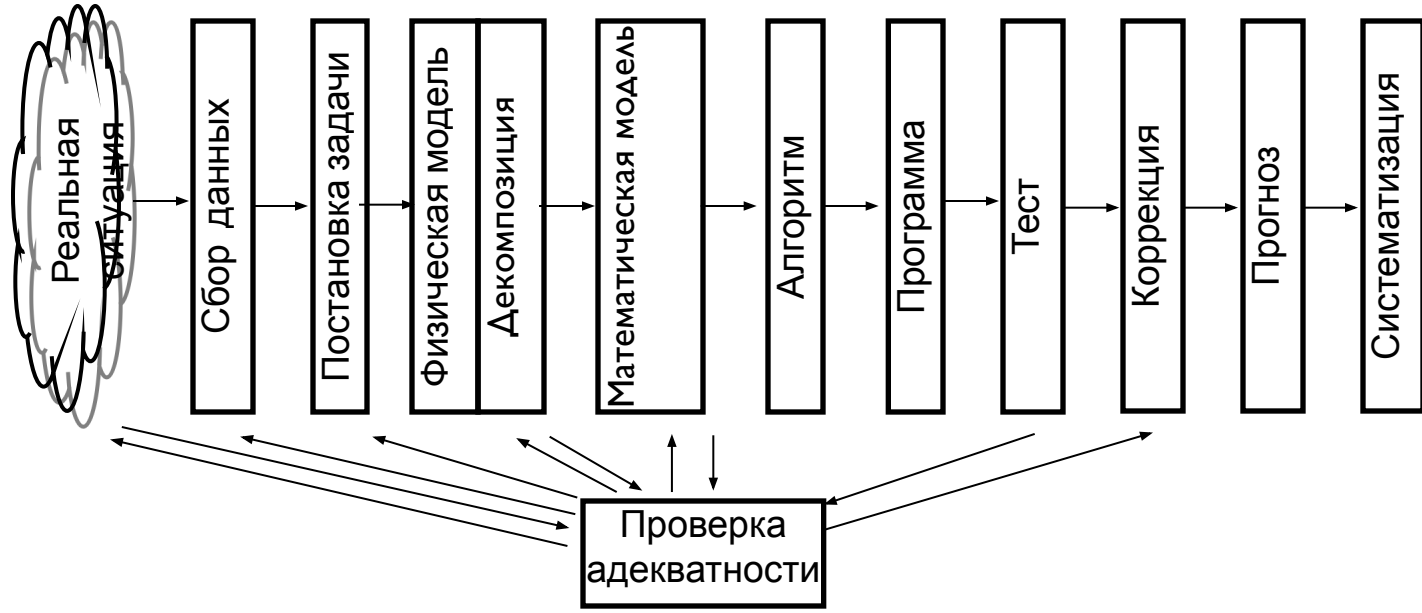 Реальная
ситуация
Сбор данных
Постановка задачи
Физическая модель
Декомпозиция
Математическая модель
Алгоритм
Программа
Тест
Коррекция
Прогноз
Систематизация
Проверка
адекватности